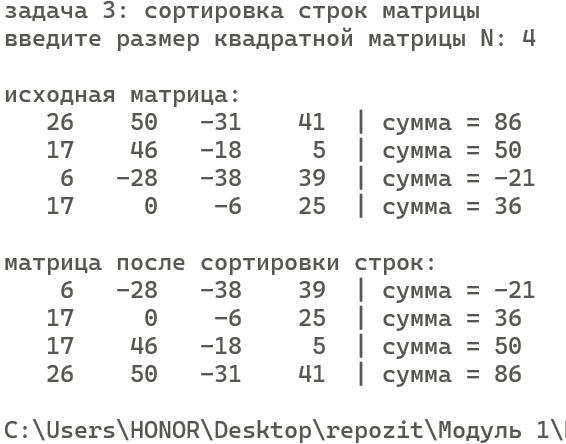 задача 3: сортировка строк матрицы
введите размер квадратной матрицы N: 4
исходная матрица:
26 50 -31 41 | сумма = 86
17 46 -18 5 | сумма = 50
6 -28 -38 39 | сумма = -21
17 0 -6 25 | сумма = 36
матрица после сортировки строк:
6 -28 -38 39 | сумма = -21
17 0 -6 25 | сумма = 36
17 46 -18 5 | сумма = 50
26 50 -31 41 | сумма = 86
C:\Users\HONOR\Desktop\repozit\Модуль 1\